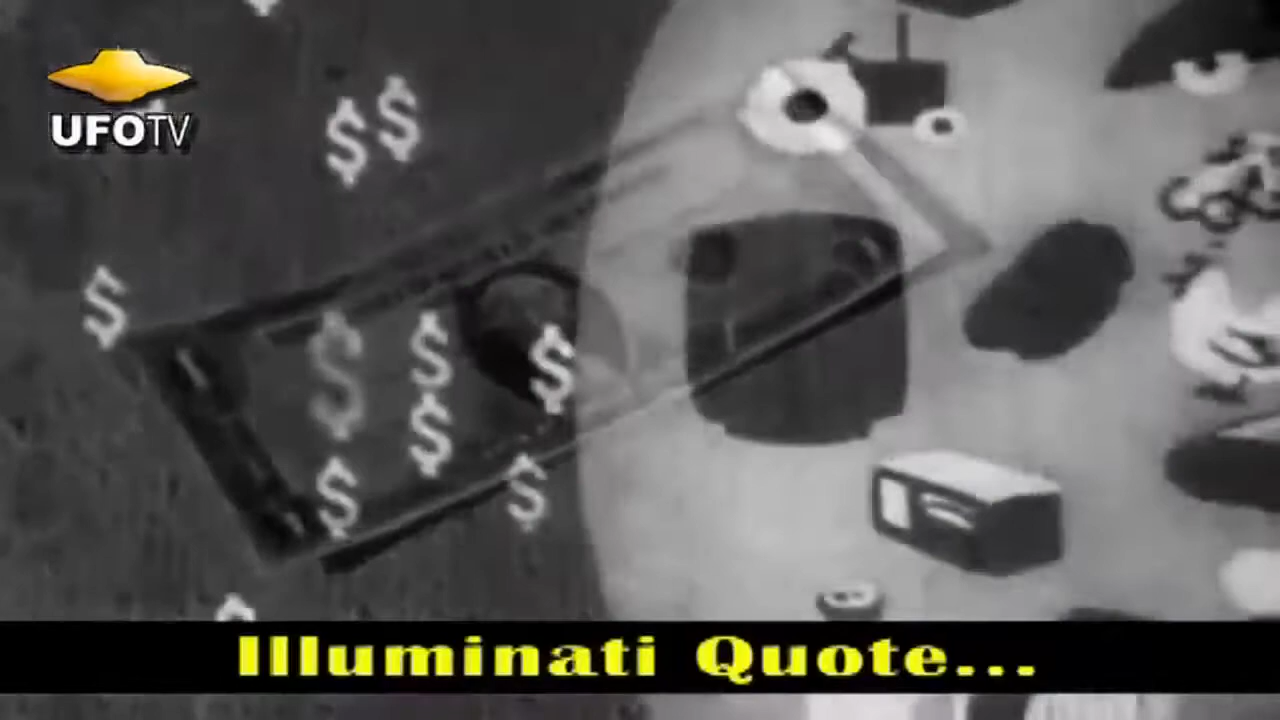 UFOTV
$ $
$
$ $ $
$
$ $
Illuminati Quote...